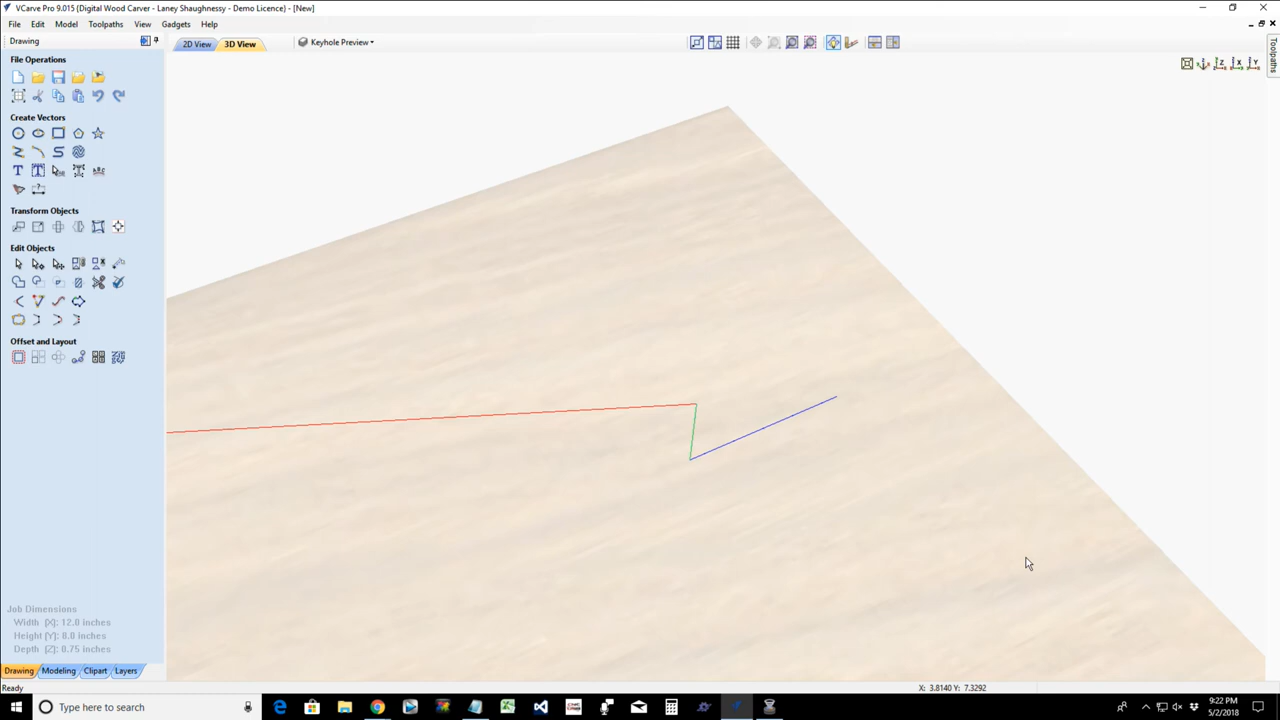 VCarve Pro 9.015 {Digital Wood Carver - Laney Shaughnessy - Demo Licence} - [New]
File Edit Model Toolpaths View Gadgets Help
Drawing
2D View 3D View Keyhole Preview
Toolpaths
File Operations
Create Vectors
Transform Objects
Edit Objects
Offset and Layout
Job Dimensions
Width (X): 12.0 inches
Height (Y): 8.0 inches
Depth (Z): 0.75 inches
Drawing Modeling Clipart Layers
Ready
X: 3.8140 Y: 7.3292
Type here to search
9:22 PM
5/2/2018